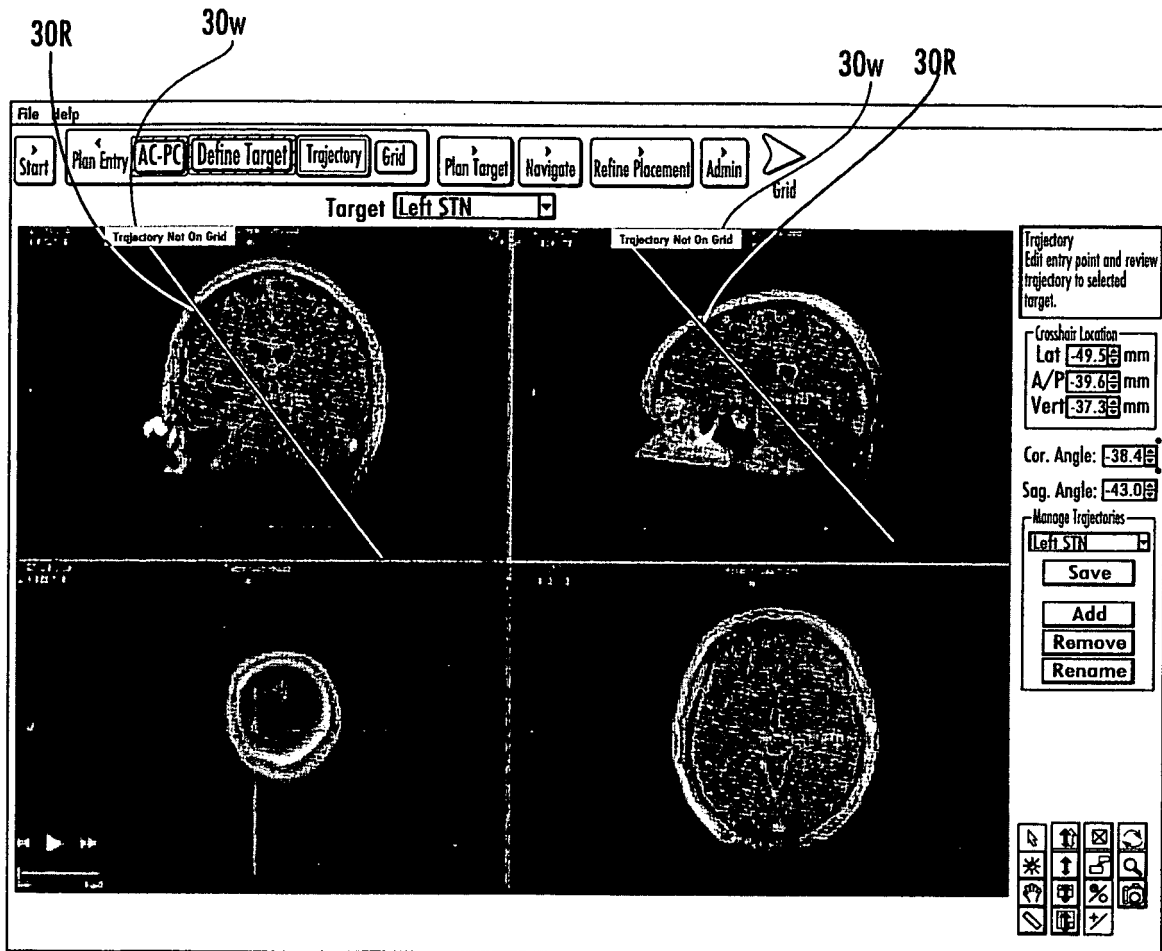 30R 30w
30w 30R
File Help
Start Plan Entry AC-PC Define Target Trajectory Grid Plan Target Navigate Refine Placement Admin Grid
Target Left STN
Trajectory Not On Grid Trajectory Not On Grid
Trajectory
Edit entry point and review
trajectory to selected
target.
Crosshair Location
Lat -49.5 mm
A/P -39.6 mm
Vert -37.3 mm
Cor. Angle: -38.4
Sag. Angle: -43.0
Manage Trajectories
Left STN
Save
Add
Remove
Rename